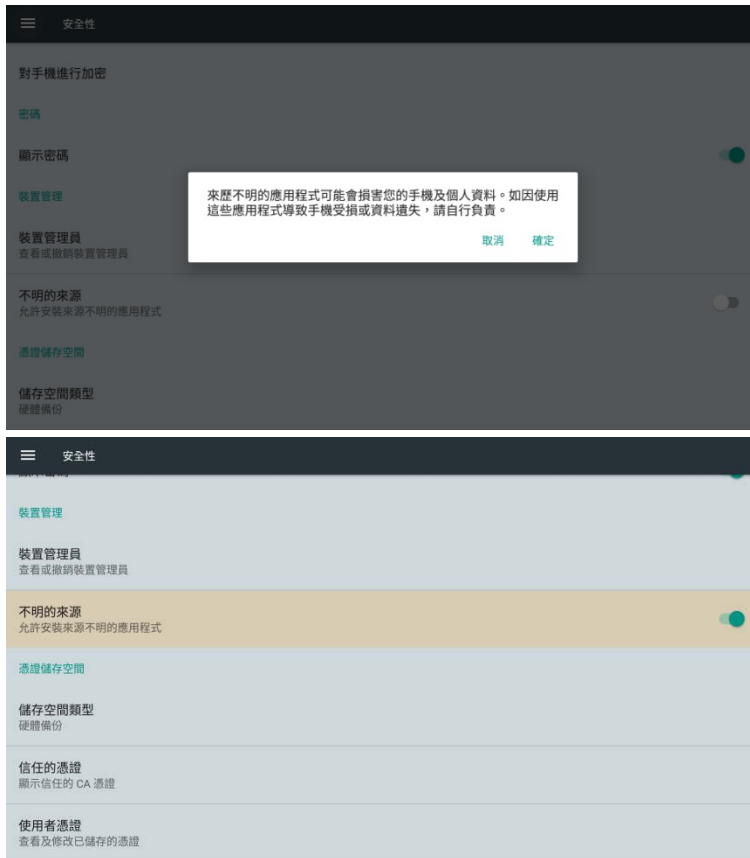 安全性
對手機進行加密
密碼
顯示密碼
裝置管理
來歷不明的應用程式可能會損害您的手機及個人資料。如因使用
這些應用程式導致手機受損或資料遺失，請自行負責。
取消 確定
裝置管理員
查看或撤銷裝置管理員
不明的來源
允許安裝來源不明的應用程式
憑證儲存空間
儲存空間類型
硬體備份
安全性
裝置管理
裝置管理員
查看或撤銷裝置管理員
不明的來源
允許安裝來源不明的應用程式
憑證儲存空間
儲存空間類型
硬體備份
信任的憑證
顯示信任的 CA 憑證
使用者憑證
查看及修改已儲存的憑證